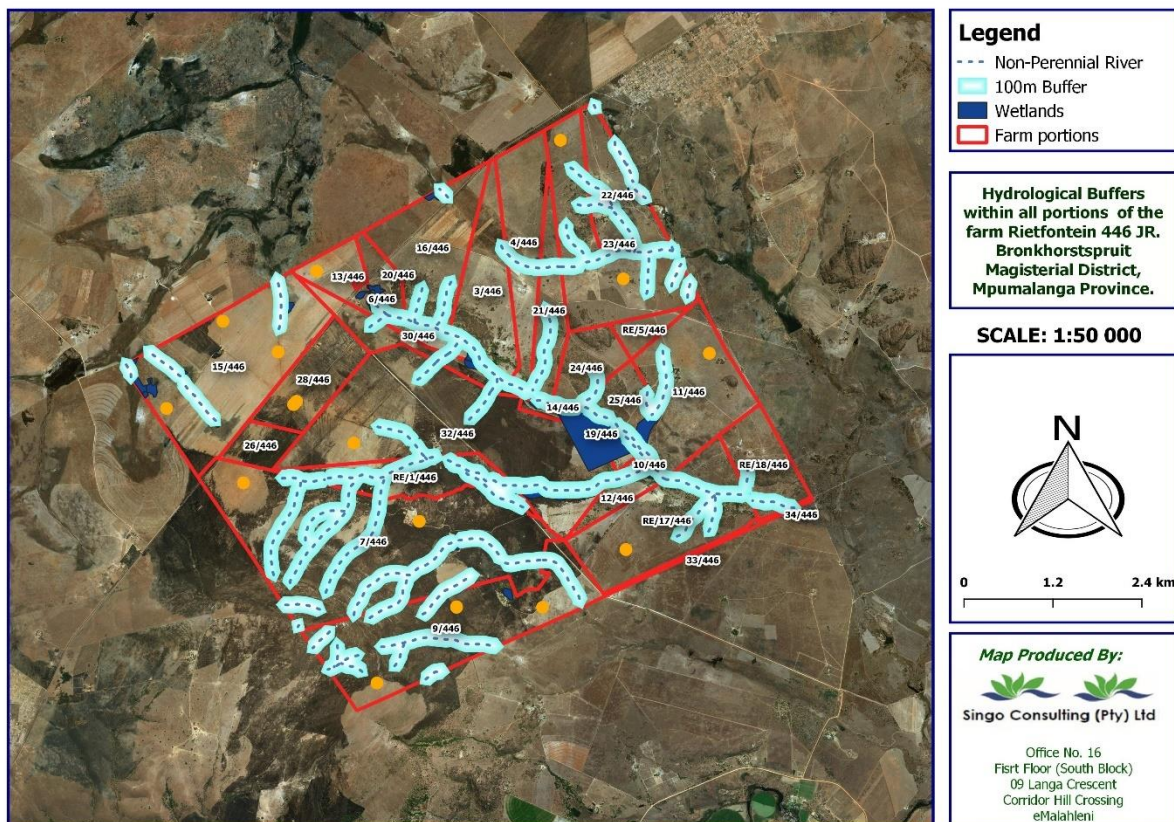 Legend
Non-Perennial River
100m Buffer
Wetlands
Farm portions
Hydrological Buffers
within all portions of the
farm Rietfontein 446 JR.
Bronkhorstspruit
Magisterial District,
Mpumalanga Province.
SCALE: 1:50 000
N
0 1.2 2.4 km
Map Produced By:
Singo Consulting (Pty) Ltd
Office No. 16
Fisrt Floor (South Block)
09 Langa Crescent
Corridor Hill Crossing
eMalahleni
22/446
4/446
23/446
16/446
13/446
20/446
3/446
6/446
21/446
30/446
RE/5/446
15/446
24/446
28/446
11/446
25/446
14/446
32/446
19/446
26/446
10/446
RE/18/446
RE/1/446
12/446
34/446
RE/17/446
7/446
33/446
9/446